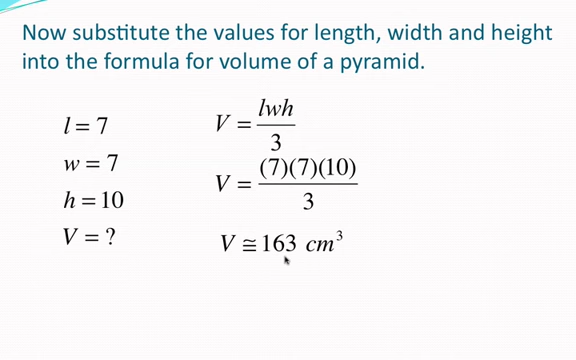 Now substitute the values for length, width and height
into the formula for volume of a pyramid.
l = 7
w = 7
h = 10
V = ?
V = lwh / 3
V = (7)(7)(10) / 3
V ≅ 163 cm³